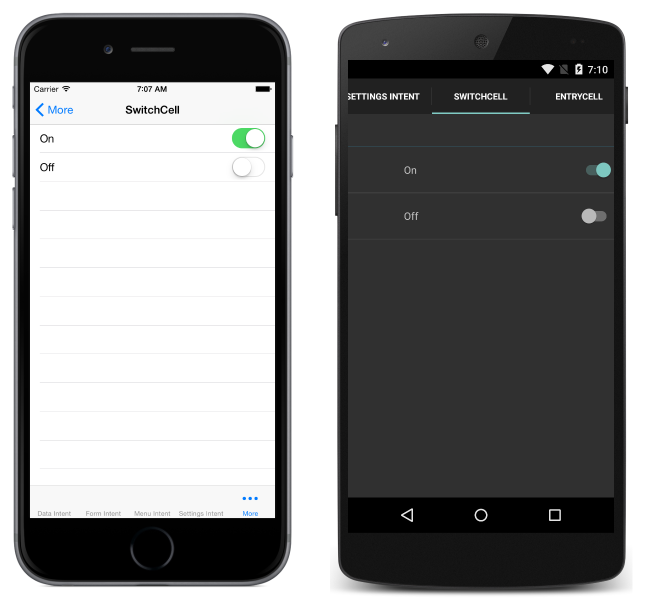 Carrier 7:07 AM
More SwitchCell
On
Off
Data Intent Form Intent Menu Intent Settings Intent More
7:10
SETTINGS INTENT SWITCHCELL ENTRYCELL
On
Off